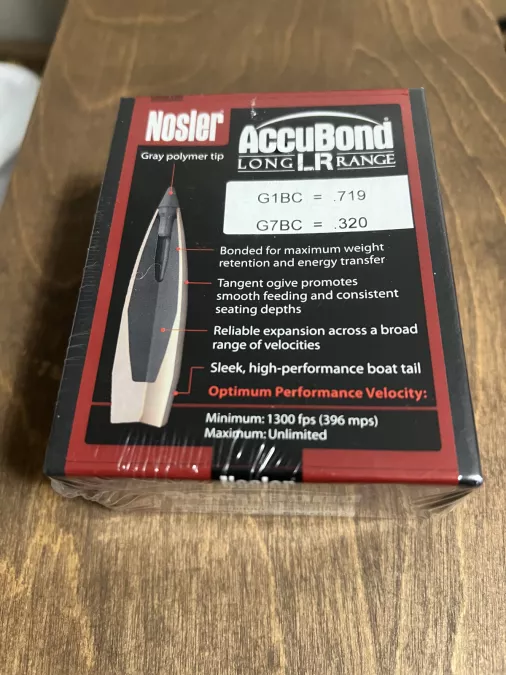 Nosler®
Gray polymer tip
AccuBond®
LONG LR RANGE
G1BC = .719
G7BC = .320
Bonded for maximum weight
retention and energy transfer
Tangent ogive promotes
smooth feeding and consistent
seating depths
Reliable expansion across a broad
range of velocities
Sleek, high-performance boat tail
Optimum Performance Velocity:
Minimum: 1300 fps (396 mps)
Maximum: Unlimited
Nosler